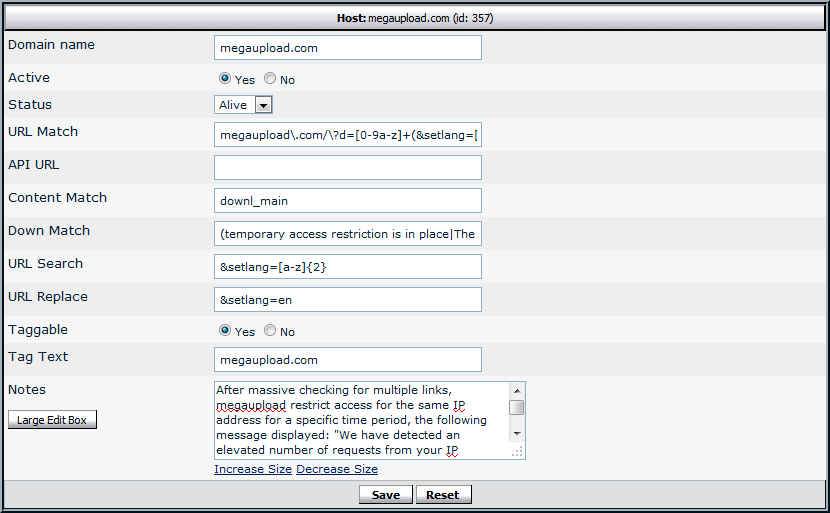 Host: megaupload.com (id: 357)
Domain name megaupload.com
Active Yes No
Status Alive
URL Match megaupload\.com/\?d=[0-9a-z]+(&setlang=[
API URL
Content Match downl_main
Down Match (temporary access restriction is in place|The
URL Search &setlang=[a-z]{2}
URL Replace &setlang=en
Taggable Yes No
Tag Text megaupload.com
Notes After massive checking for multiple links,
megaupload restrict access for the same IP
Large Edit Box address for a specific time period, the following
message displayed: "We have detected an
elevated number of requests from your IP
Increase Size Decrease Size
Save Reset